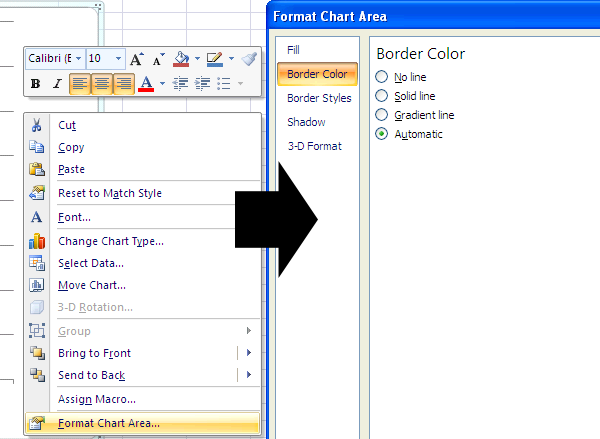 Calibri (E
10
A A
B I
A
Cut
Copy
Paste
Reset to Match Style
A Font...
Change Chart Type...
Select Data...
Move Chart...
3-D Rotation...
Group
Bring to Front
Send to Back
Assign Macro...
Format Chart Area...
Format Chart Area
Fill
Border Color
Border Styles
Shadow
3-D Format
Border Color
No line
Solid line
Gradient line
Automatic